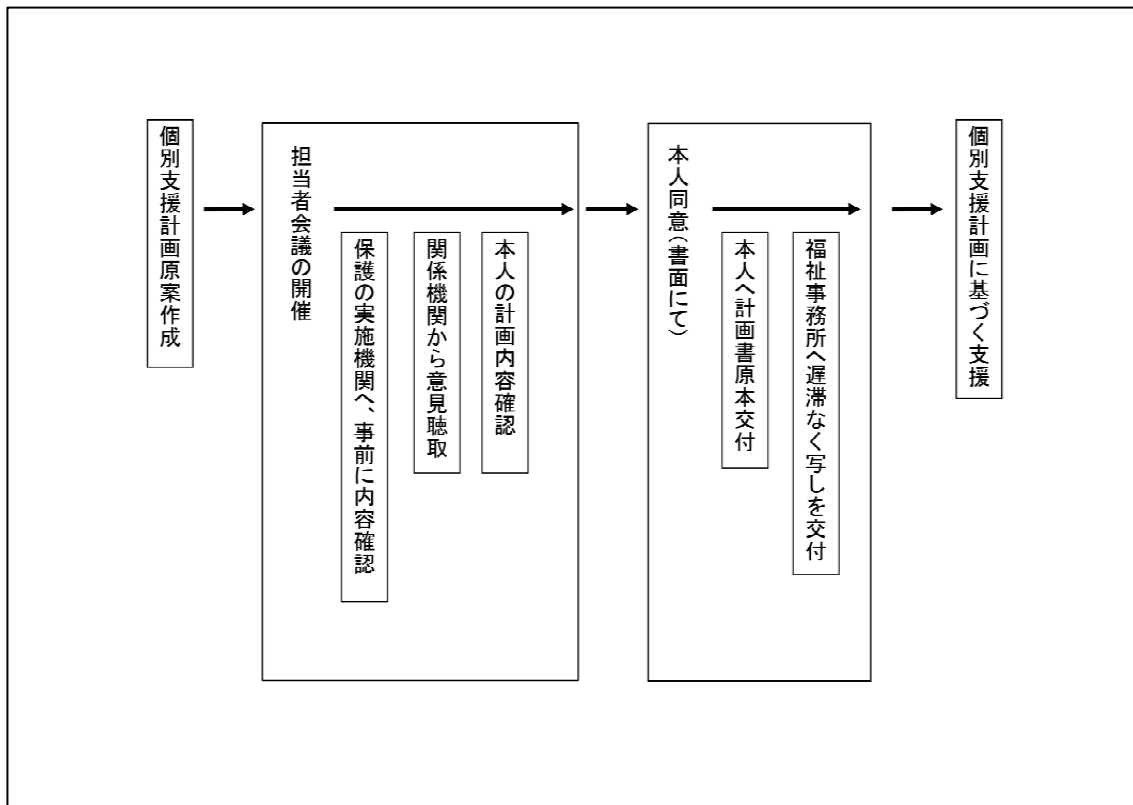 個別支援計画原案作成
担当者会議の開催
保護の実施機関へ、事前に内容確認
関係機関から意見聴取
本人の計画内容確認
本人同意(書面にて)
本人へ計画書原本交付
福祉事務所へ遅滞なく写しを交付
個別支援計画に基づく支援